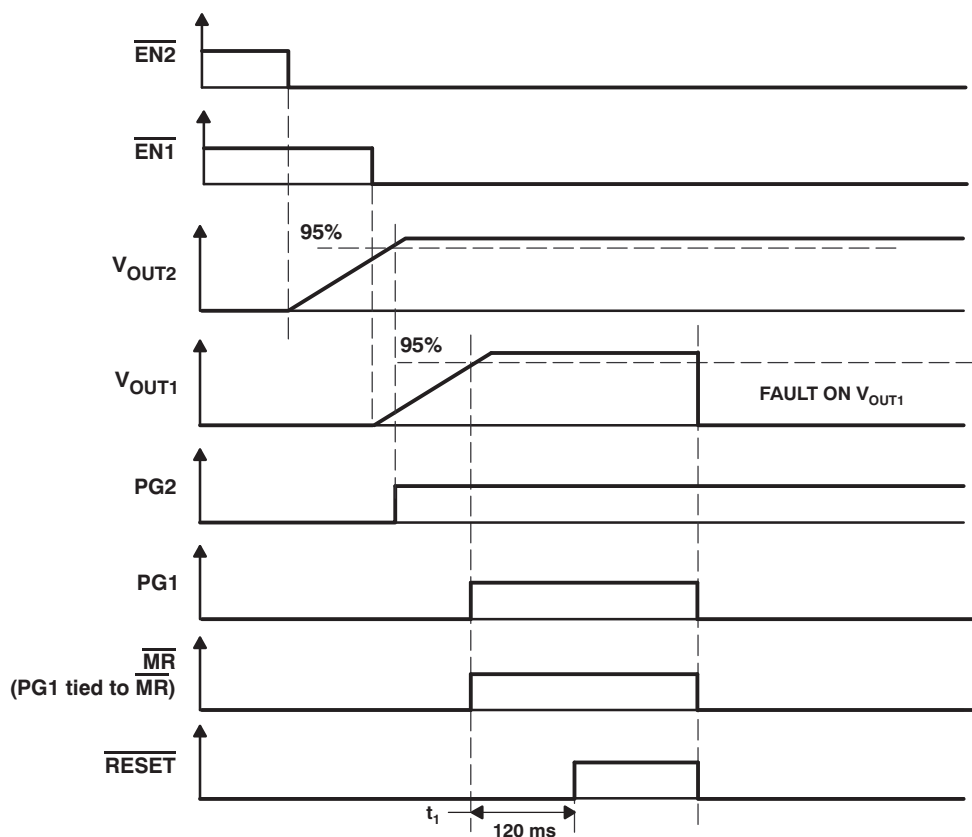 EN2
EN1
95%
VOUT2
95%
VOUT1
FAULT ON VOUT1
PG2
PG1
MR
(PG1 tied to MR)
RESET
t1
120 ms